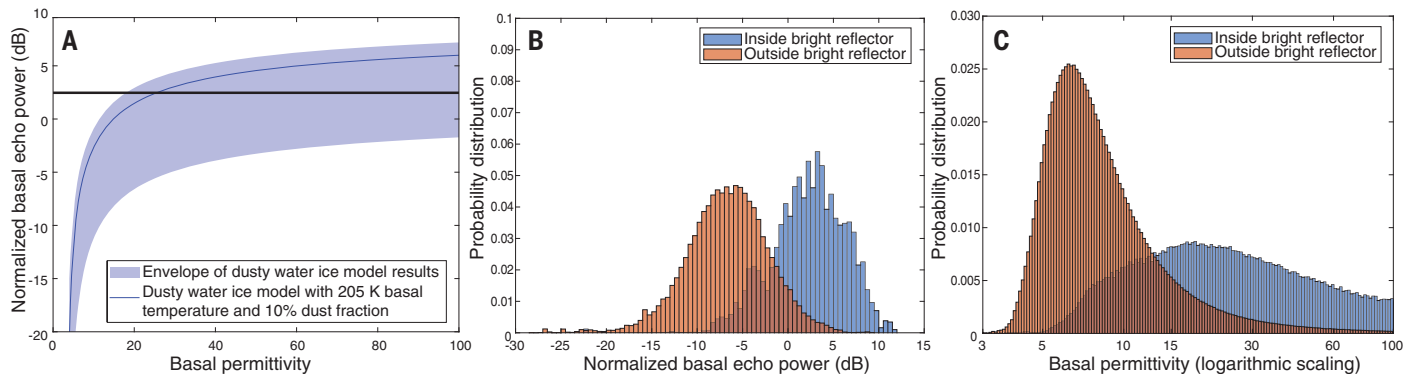 A
Normalized basal echo power (dB)
10
5
0
-5
-10
-15
-20
Envelope of dusty water ice model results
Dusty water ice model with 205 K basal
temperature and 10% dust fraction
0 20 40 60 80 100
Basal permittivity
B
Probability distribution
0.1
0.09
0.08
0.07
0.06
0.05
0.04
0.03
0.02
0.01
0
Inside bright reflector
Outside bright reflector
-30 -25 -20 -15 -10 -5 0 5 10 15
Normalized basal echo power (dB)
C
Probability distribution
0.030
0.025
0.020
0.015
0.010
0.005
0.000
Inside bright reflector
Outside bright reflector
3 5 10 15 30 60 100
Basal permittivity (logarithmic scaling)